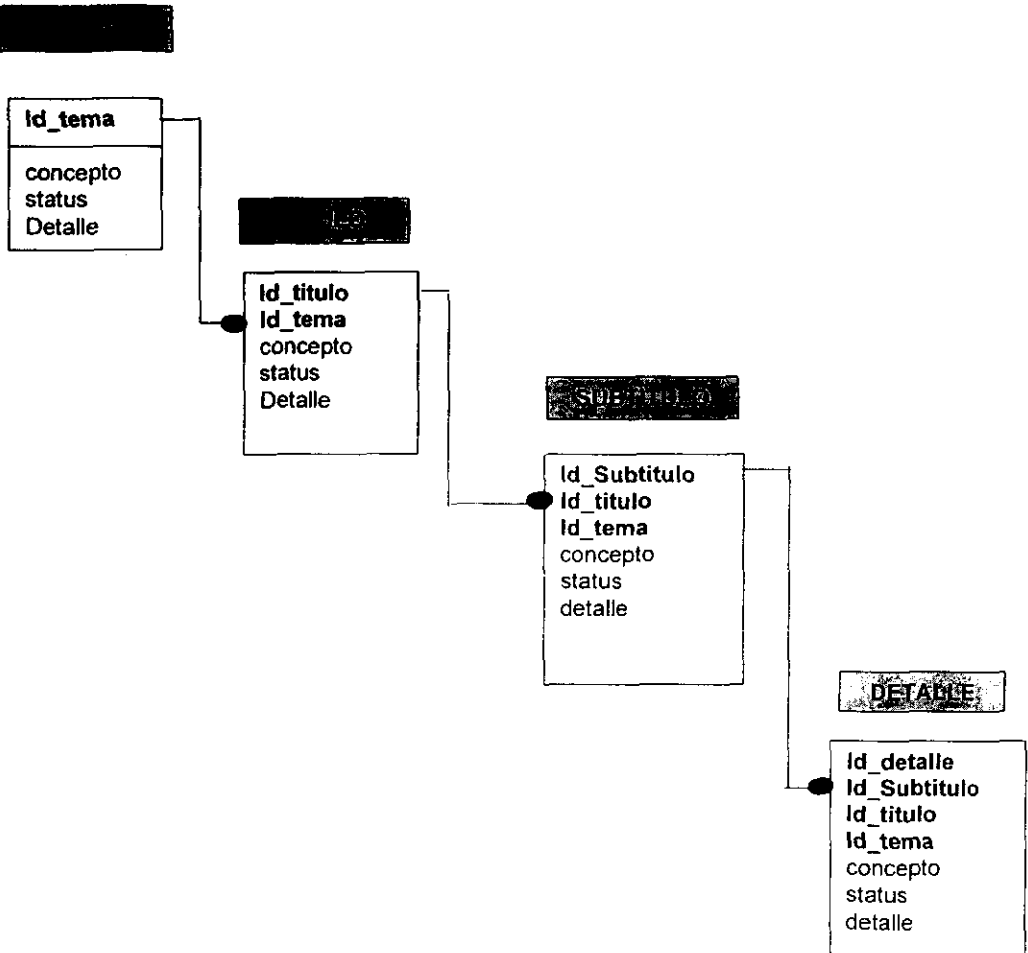 Id_tema
concepto
status
Detalle
Id_titulo
Id_tema
concepto
status
Detalle
SUBTITULO
Id_Subtitulo
Id_titulo
Id_tema
concepto
status
detalle
DETALLE
Id_detalle
Id_Subtitulo
Id_titulo
Id_tema
concepto
status
detalle